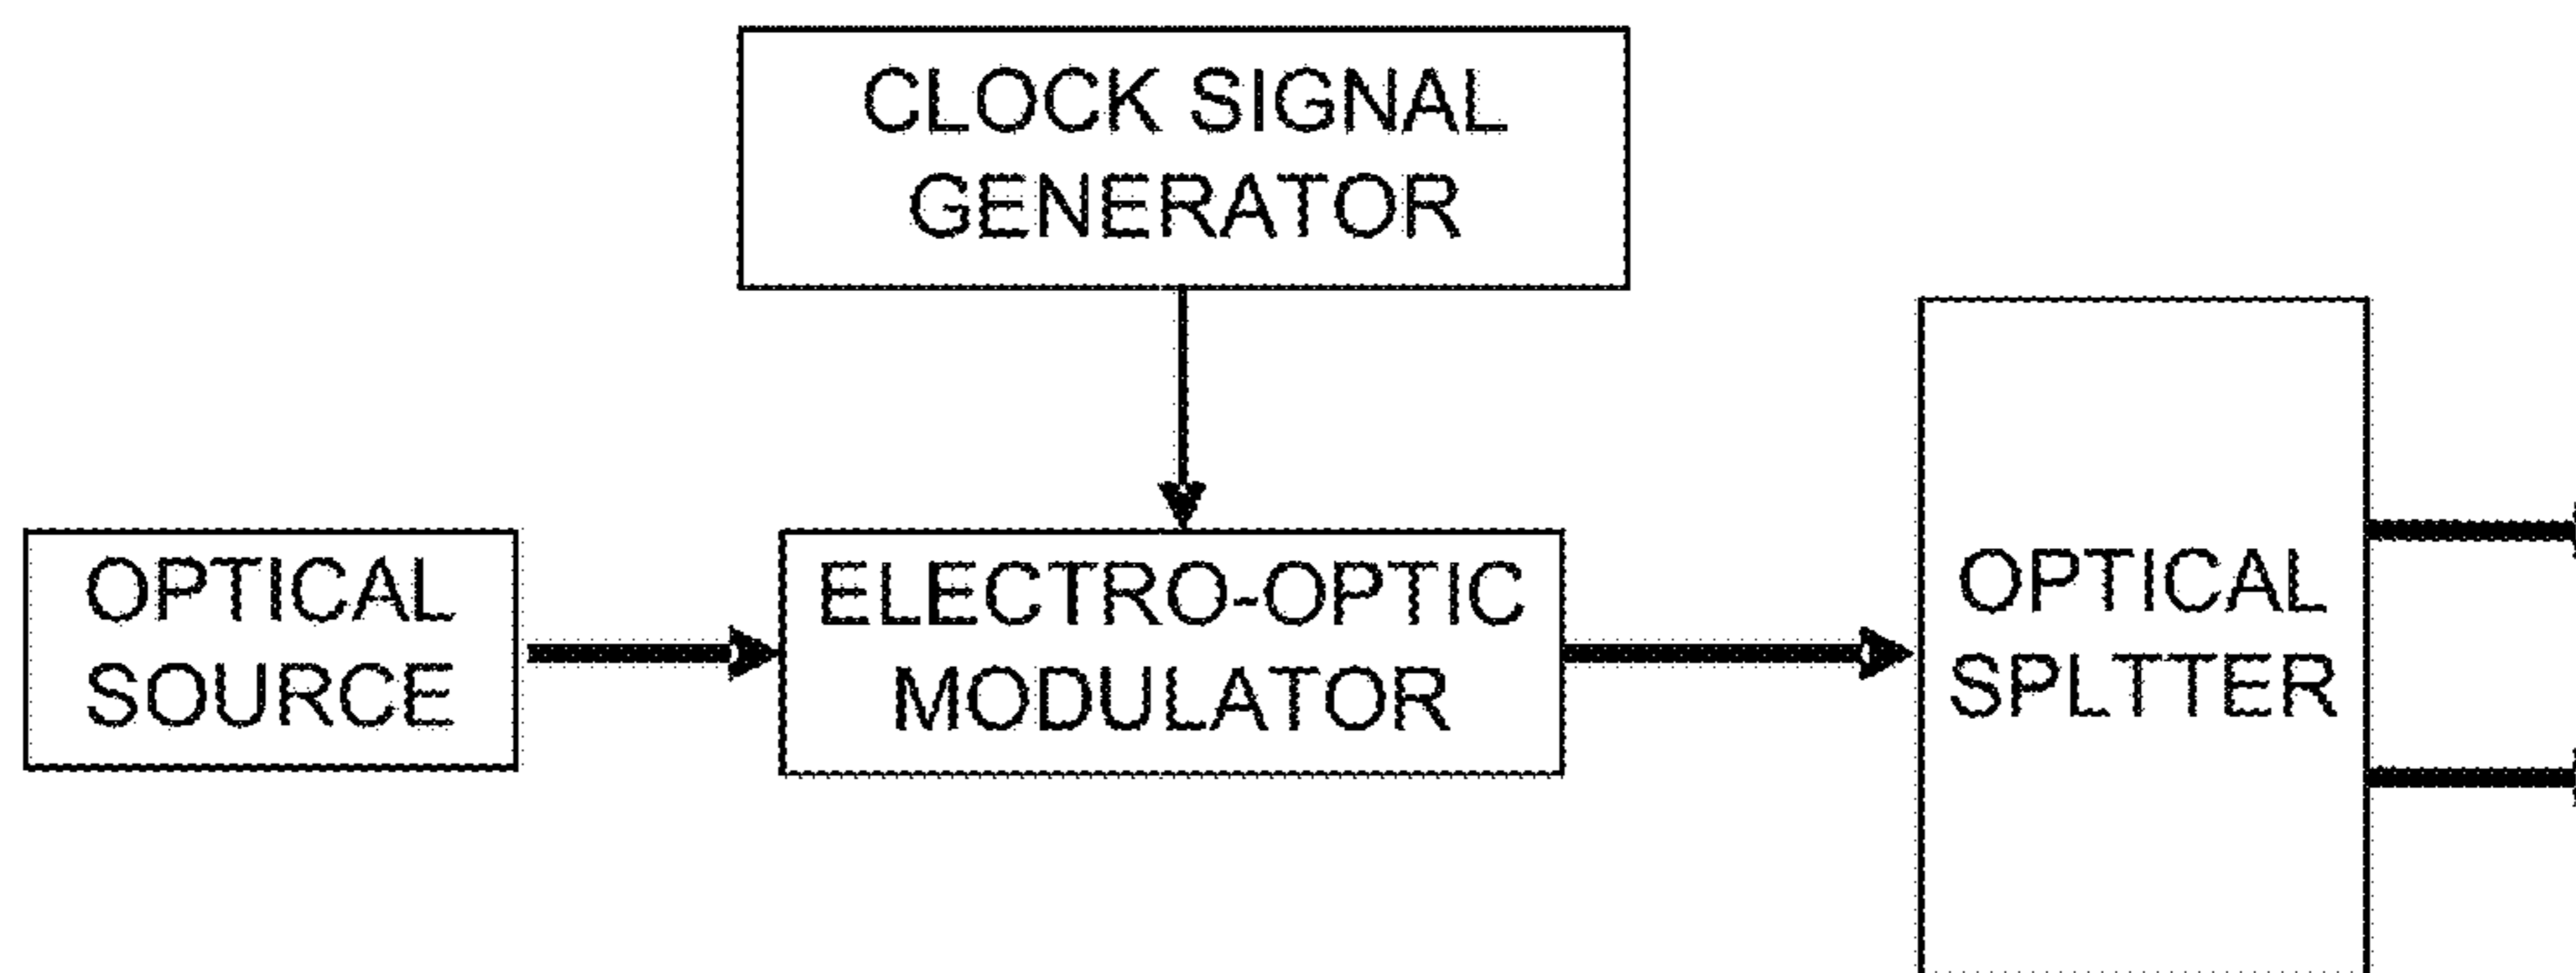 CLOCK SIGNAL
GENERATOR
OPTICAL
SOURCE
ELECTRO-OPTIC
MODULATOR
OPTICAL
SPLTTER